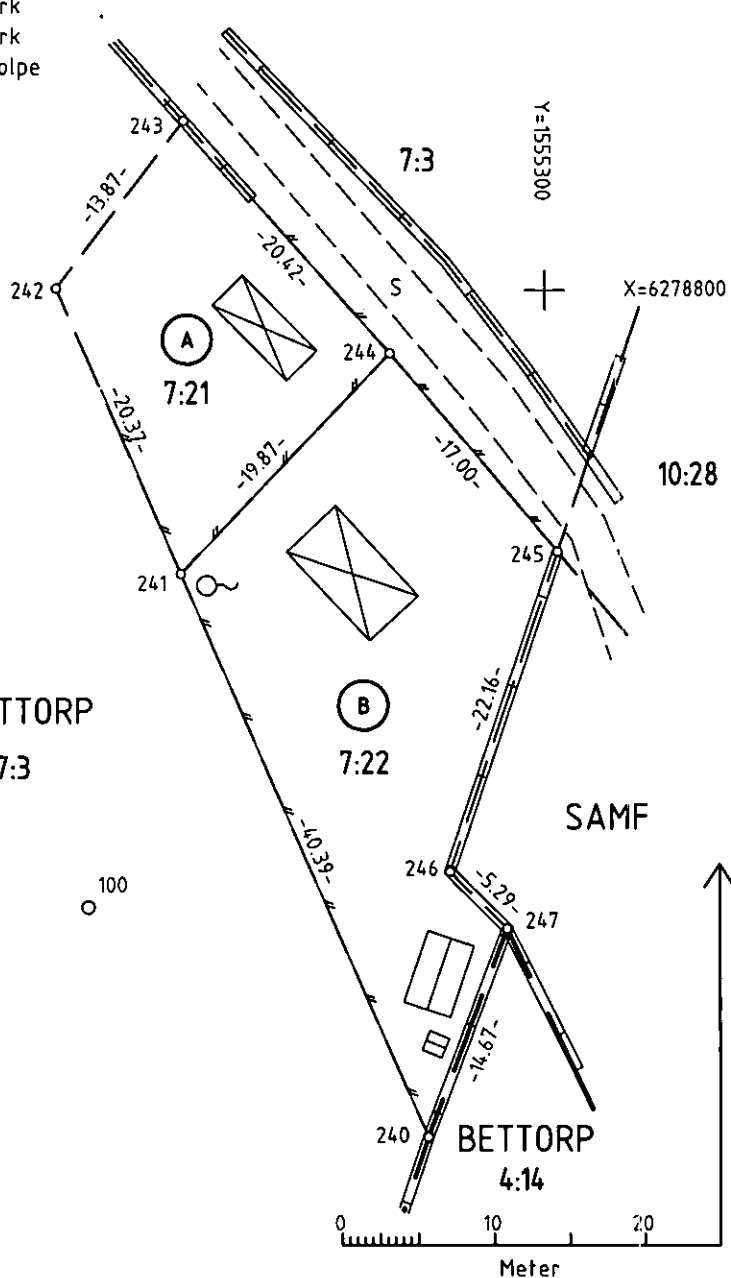 rk
rk
olpe
243
7:3
Y=1555300
-13.87-
-20.42-
242
S
X=6278800
A
244
7:21
-20.37-
-19.87-
-17.00-
10:28
245
241
-22.16-
B
TTORP
7:22
7:3
SAMF
-40.39-
246
-5.29-
100
247
-14.67-
240
BETTORP
4:14
0 10 20
Meter